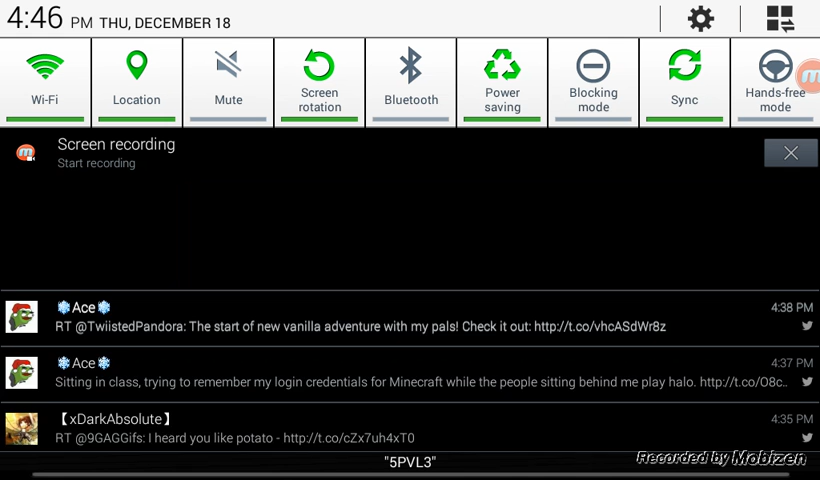 4:46 PM THU, DECEMBER 18
Wi-Fi
Location
Mute
Screen rotation
Bluetooth
Power saving
Blocking mode
Sync
Hands-free mode
Screen recording
Start recording
❄Ace❄ 4:38 PM
RT @TwiistedPandora: The start of new vanilla adventure with my pals! Check it out: http://t.co/vhcASdWr8z
❄Ace❄ 4:37 PM
Sitting in class, trying to remember my login credentials for Minecraft while the people sitting behind me play halo. http://t.co/O8c..
【xDarkAbsolute】 4:35 PM
RT @9GAGGifs: I heard you like potato - http://t.co/cZx7uh4xT0
"5PVL3"
Recorded by Mobizen